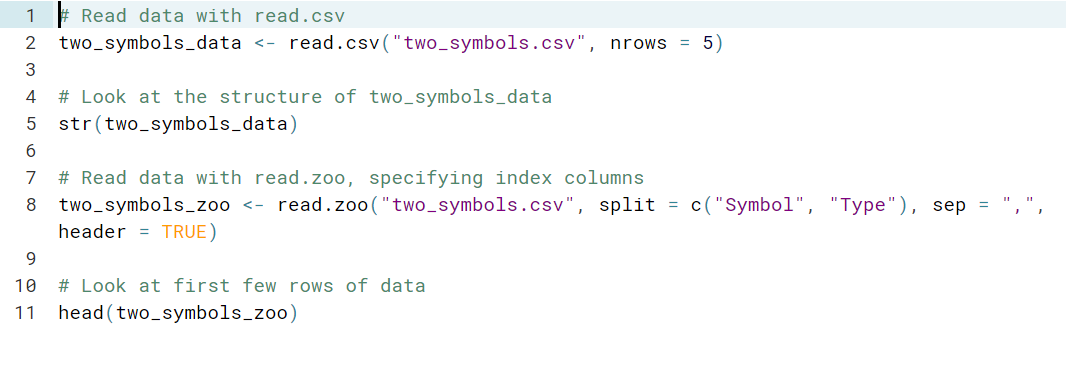 1 # Read data with read.csv
2 two_symbols_data <- read.csv("two_symbols.csv", nrows = 5)
3
4 # Look at the structure of two_symbols_data
5 str(two_symbols_data)
6
7 # Read data with read.zoo, specifying index columns
8 two_symbols_zoo <- read.zoo("two_symbols.csv", split = c("Symbol", "Type"), sep = ",",
header = TRUE)
9
10 # Look at first few rows of data
11 head(two_symbols_zoo)